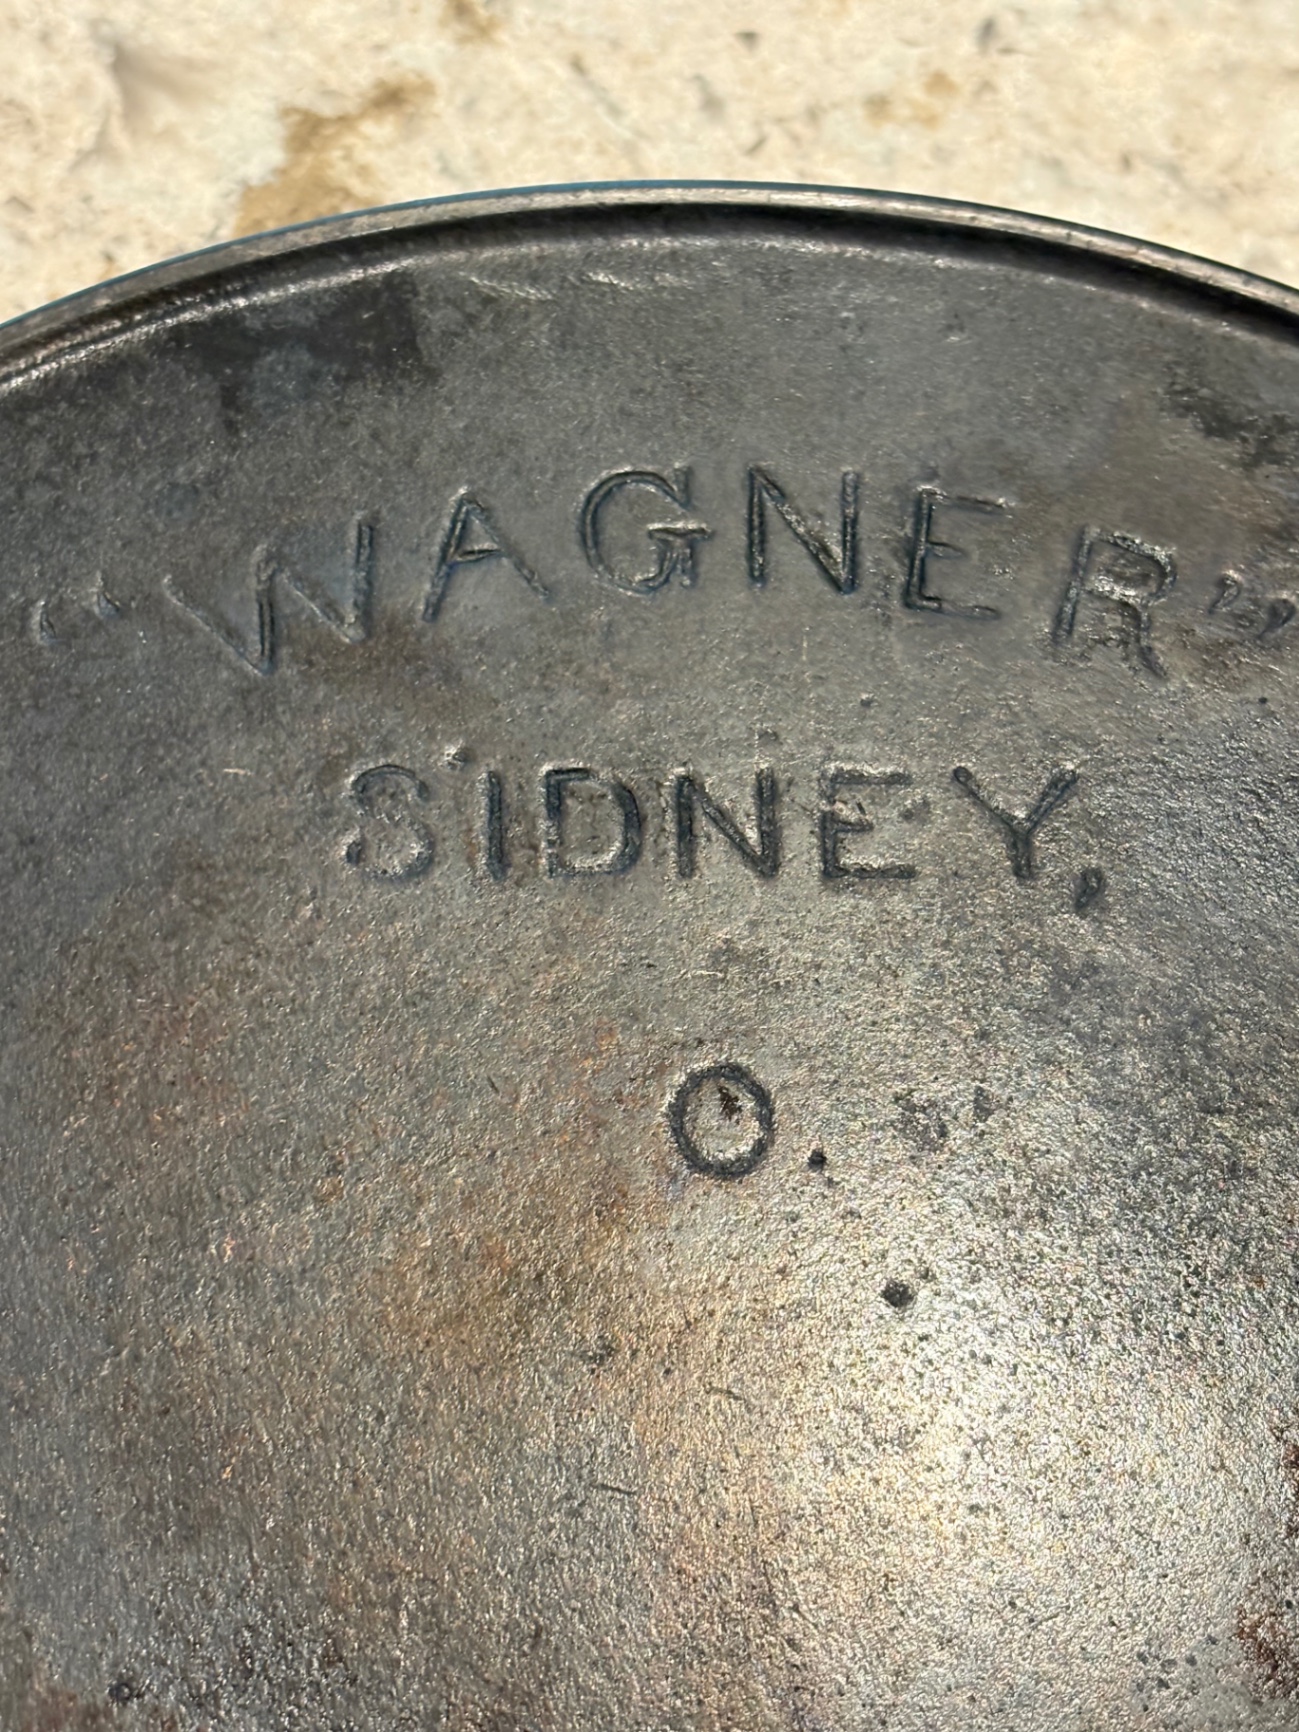 "WAGNER"
SIDNEY,
O.